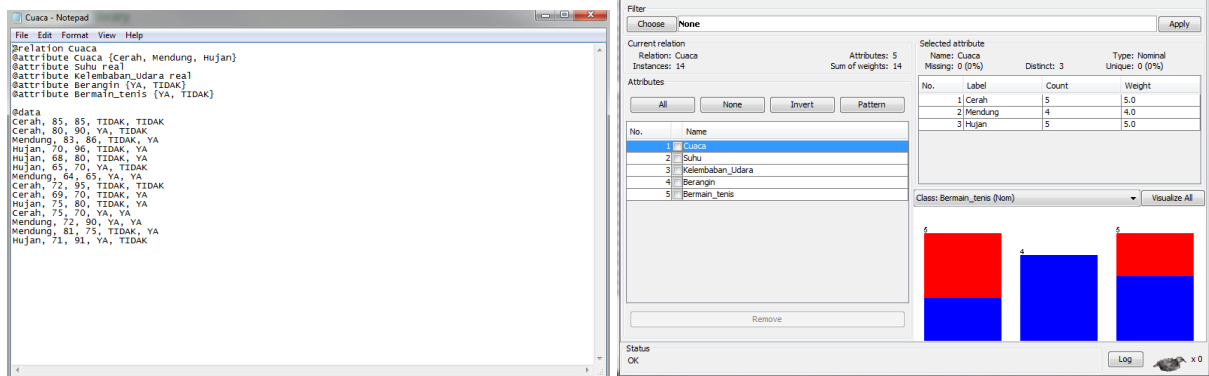 Cuaca - Notepad
File Edit Format View Help
@relation Cuaca
@attribute Cuaca {Cerah, Mendung, Hujan}
@attribute Suhu real
@attribute Kelembaban_Udara real
@attribute Berangin {YA, TIDAK}
@attribute Bermain_tenis {YA, TIDAK}
@data
Cerah, 85, 85, TIDAK, TIDAK
Cerah, 80, 90, YA, TIDAK
Mendung, 83, 86, TIDAK, YA
Hujan, 70, 96, TIDAK, YA
Hujan, 68, 80, TIDAK, YA
Hujan, 65, 70, YA, TIDAK
Mendung, 64, 65, YA, YA
Cerah, 72, 95, TIDAK, TIDAK
Cerah, 69, 70, TIDAK, YA
Hujan, 75, 80, TIDAK, YA
Cerah, 75, 70, YA, YA
Mendung, 72, 90, YA, YA
Mendung, 81, 75, TIDAK, YA
Hujan, 71, 91, YA, TIDAK
Filter
Choose None Apply
Current relation
Relation: Cuaca Attributes: 5
Instances: 14 Sum of weights: 14
Attributes
All None Invert Pattern
No. Name
1 Cuaca
2 Suhu
3 Kelembaban_Udara
4 Berangin
5 Bermain_tenis
Remove
Selected attribute
Name: Cuaca Type: Nominal
Missing: 0 (0%) Distinct: 3 Unique: 0 (0%)
No. Label Count Weight
1 Cerah 5 5.0
2 Mendung 4 4.0
3 Hujan 5 5.0
Class: Bermain_tenis (Nom) Visualize All
5 4 5
Status
OK Log x 0